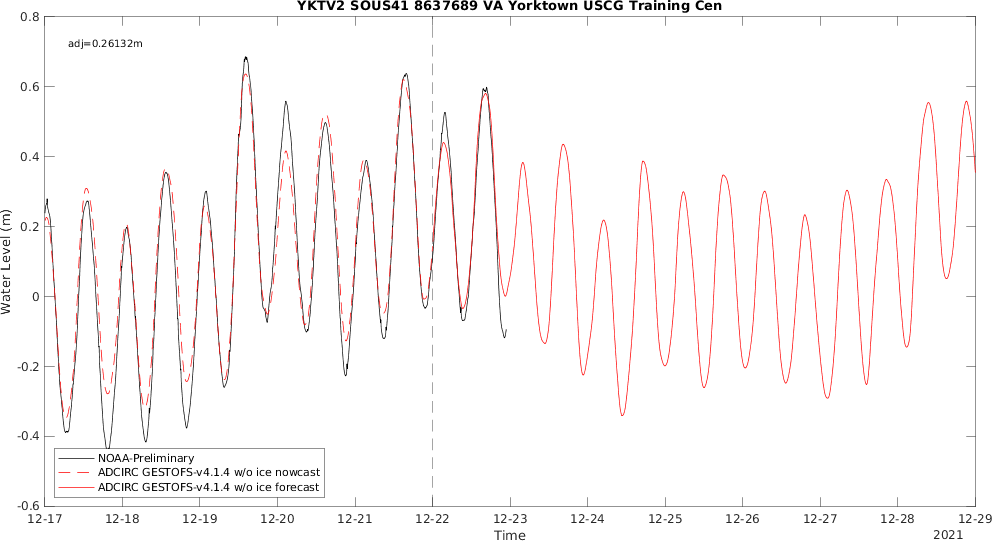 YKTV2 SOUS41 8637689 VA Yorktown USCG Training Cen
adj=0.26132m
0.8
0.6
0.4
0.2
0
-0.2
-0.4
-0.6
Water Level (m)
NOAA-Preliminary
ADCIRC GESTOFS-v4.1.4 w/o ice nowcast
ADCIRC GESTOFS-v4.1.4 w/o ice forecast
12-17 12-18 12-19 12-20 12-21 12-22 12-23 12-24 12-25 12-26 12-27 12-28 12-29
Time
2021